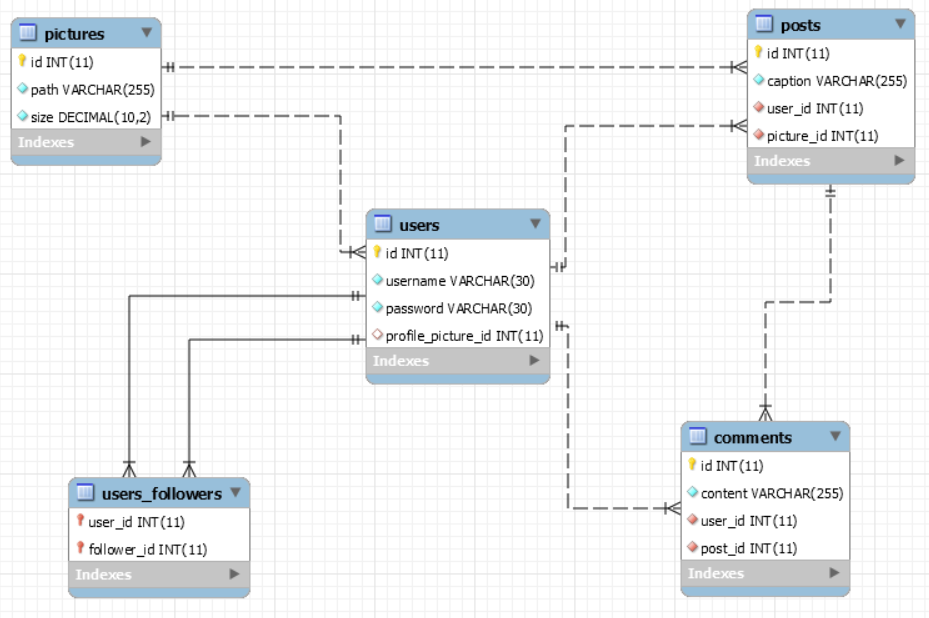 pictures
id INT(11)
path VARCHAR(255)
size DECIMAL(10,2)
Indexes
posts
id INT(11)
caption VARCHAR(255)
user_id INT(11)
picture_id INT(11)
Indexes
users
id INT(11)
username VARCHAR(30)
password VARCHAR(30)
profile_picture_id INT(11)
Indexes
users_followers
user_id INT(11)
follower_id INT(11)
Indexes
comments
id INT(11)
content VARCHAR(255)
user_id INT(11)
post_id INT(11)
Indexes